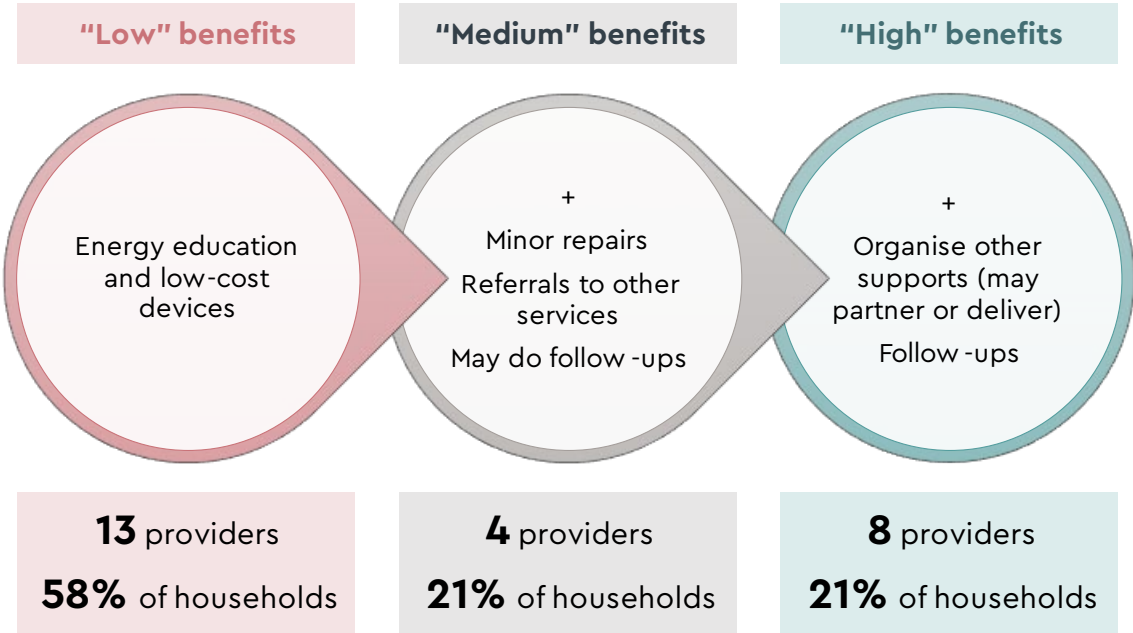 “Low” benefits
“Medium” benefits
“High” benefits
Energy education
and low-cost
devices
+
Minor repairs
Referrals to other
services
May do follow -ups
+
Organise other
supports (may
partner or deliver)
Follow -ups
13 providers
58% of households
4 providers
21% of households
8 providers
21% of households